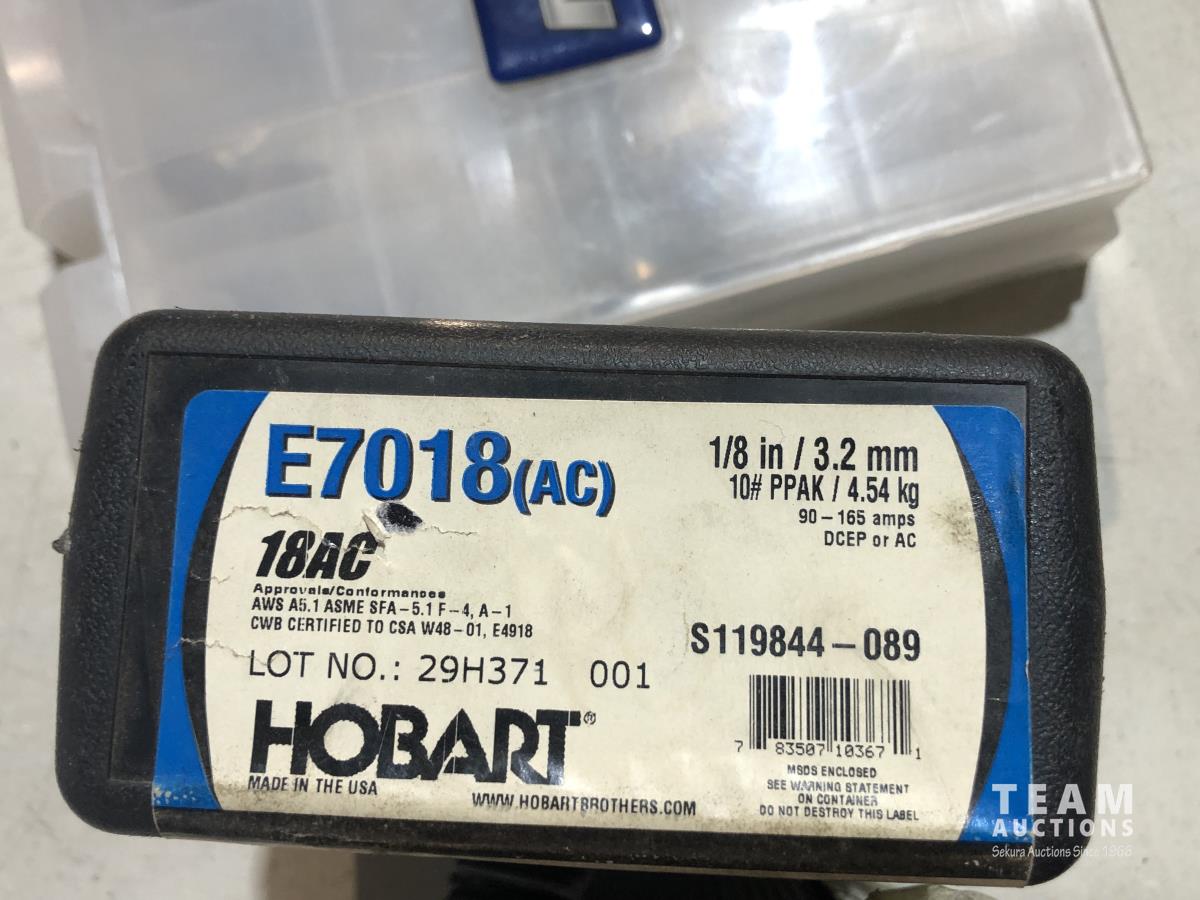 E7018(AC)
1/8 in / 3.2 mm
10# PPAK / 4.54 kg
90 – 165 amps
DCEP or AC
18AC
Approvals/Conformances
AWS A5.1 ASME SFA – 5.1 F – 4, A – 1
CWB CERTIFIED TO CSA W48 – 01, E4918
S119844 – 089
LOT NO.: 29H371 001
HOBART®
MADE IN THE USA
WWW.HOBARTBROTHERS.COM
7 83507 10367 1
MSDS ENCLOSED
SEE WARNING STATEMENT
ON CONTAINER
DO NOT DESTROY THIS LABEL
TEAM
AUCTIONS
Sekura Auctions Since 1966